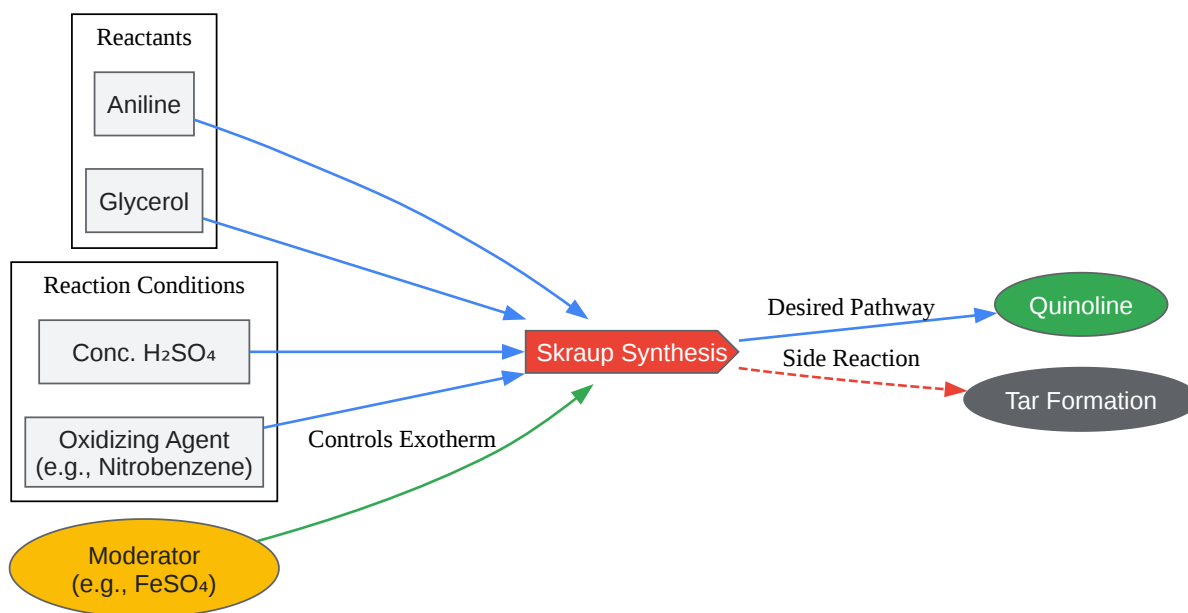 Reactants
Aniline
Glycerol
Reaction Conditions
Conc. H₂SO₄
Oxidizing Agent
(e.g., Nitrobenzene)
Moderator
(e.g., FeSO₄)
Controls Exotherm
Skraup Synthesis
Desired Pathway
Side Reaction
Quinoline
Tar Formation